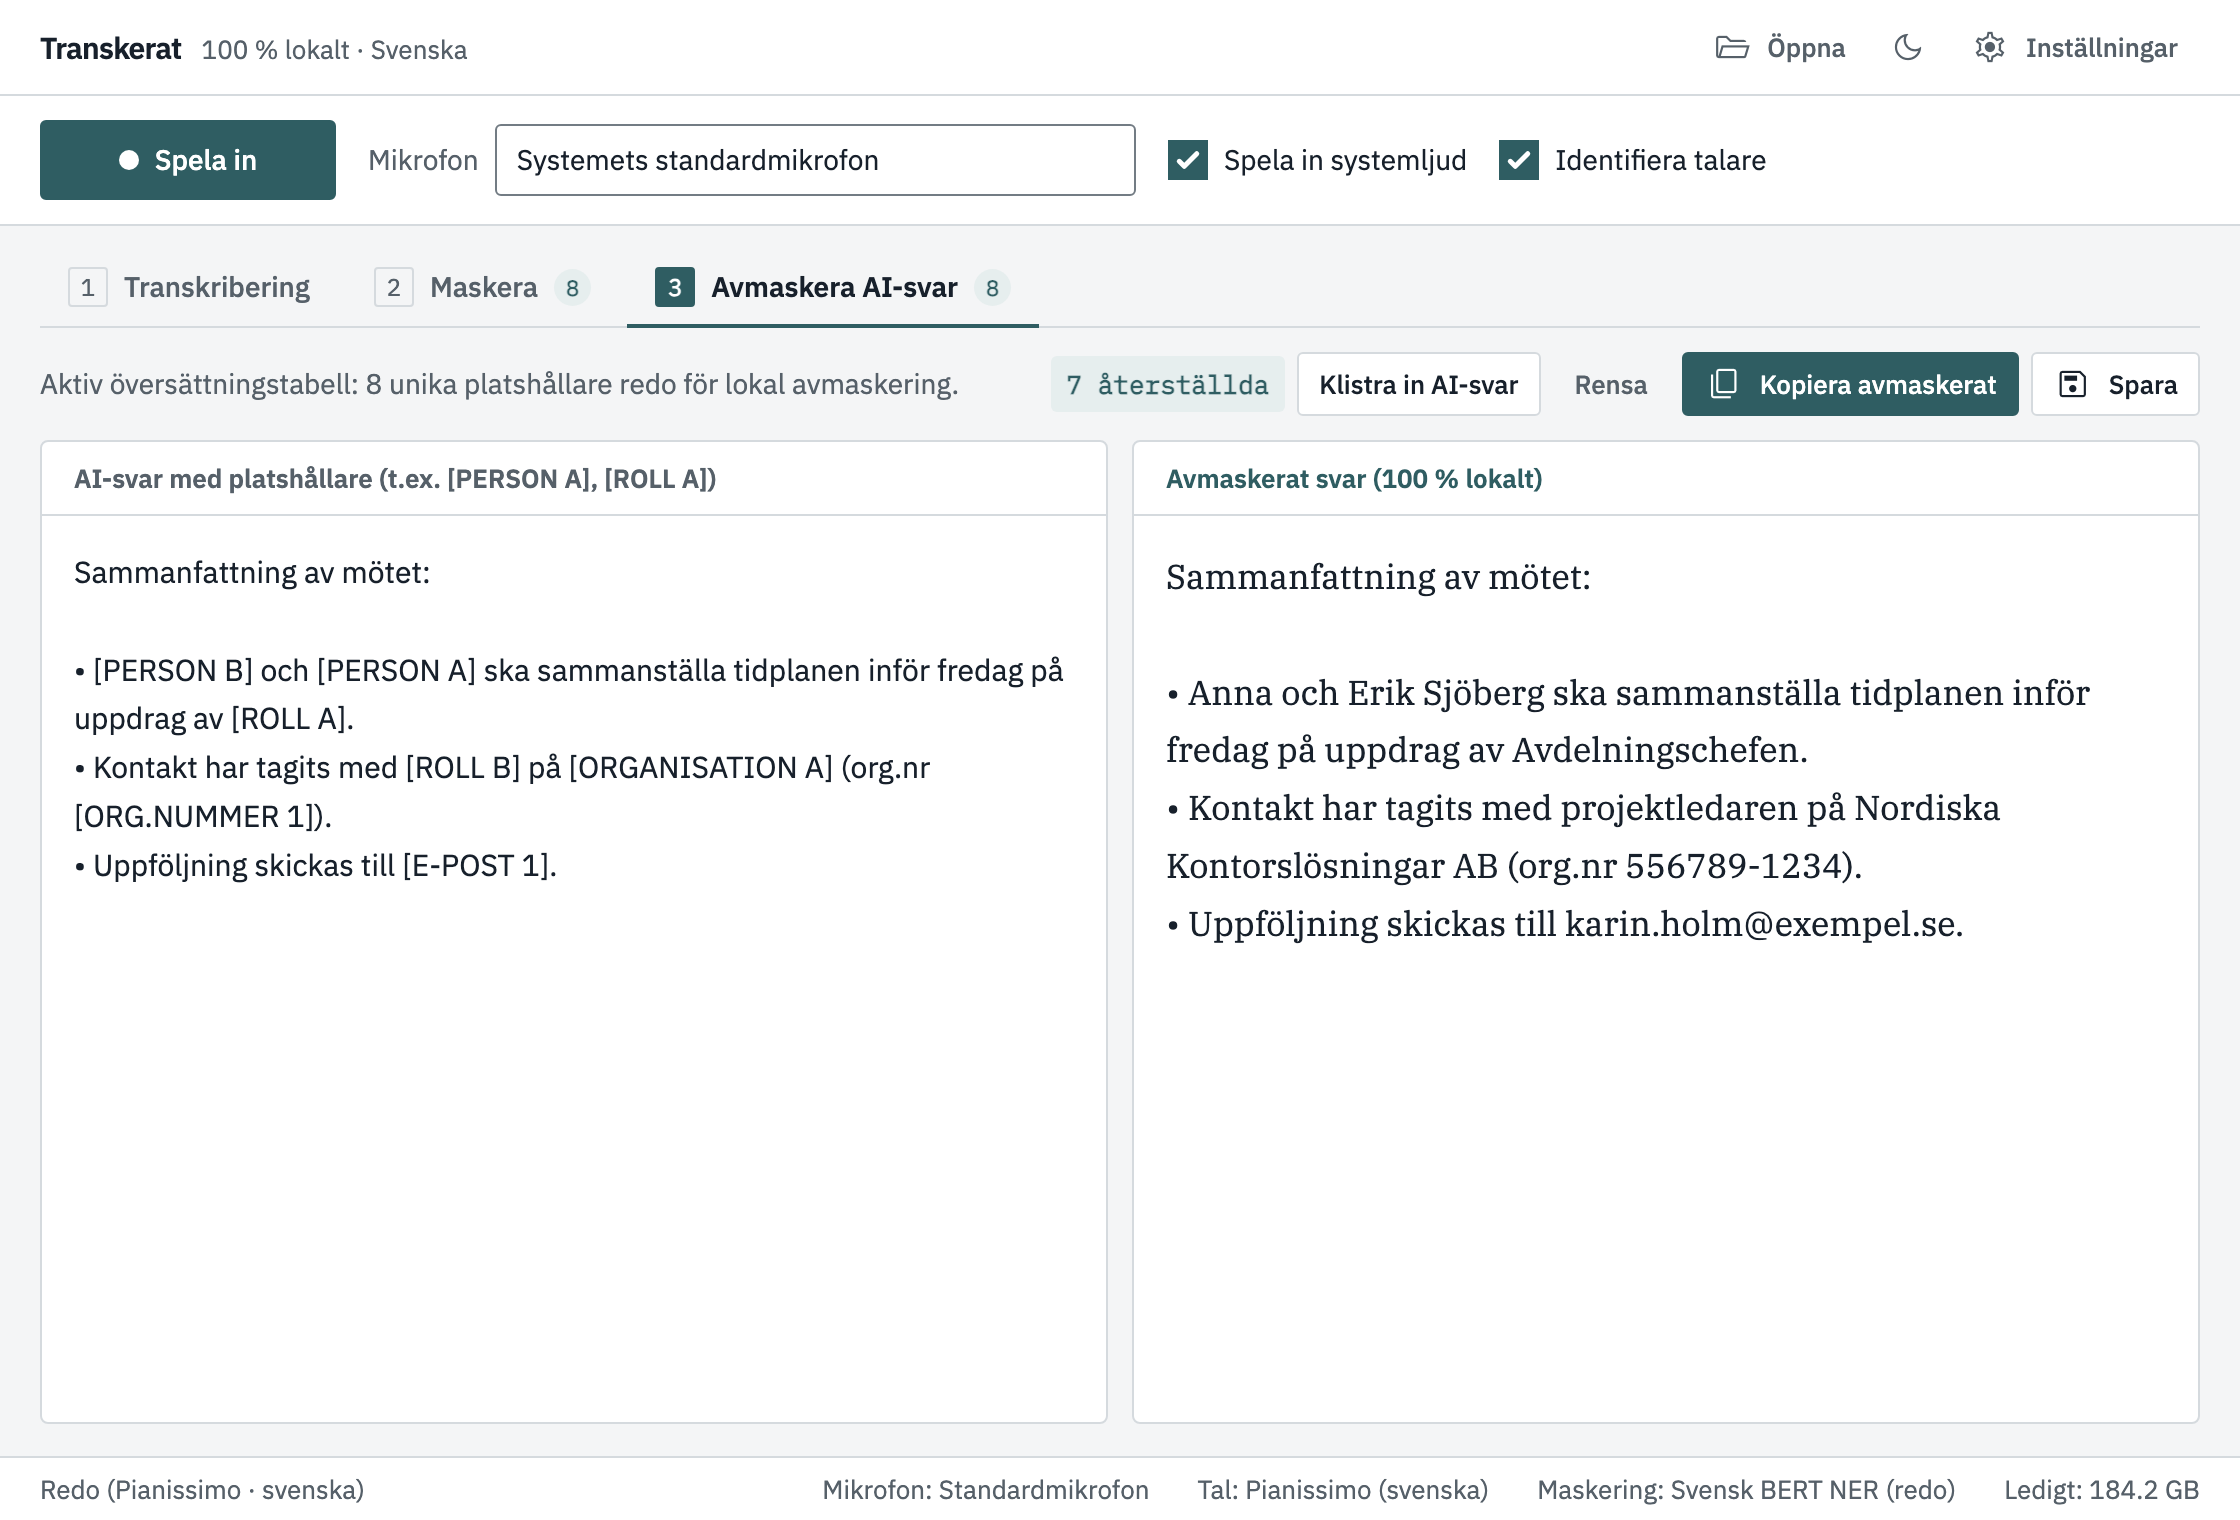 Transkerat 100 % lokalt · Svenska
Öppna
Inställningar
Spela in
Mikrofon
Systemets standardmikrofon
Spela in systemljud
Identifiera talare
1 Transkribering
2 Maskera 8
3 Avmaskera AI-svar 8
Aktiv översättningstabell: 8 unika platshållare redo för lokal avmaskering.
7 återställda
Klistra in AI-svar
Rensa
Kopiera avmaskerat
Spara
AI-svar med platshållare (t.ex. [PERSON A], [ROLL A])
Sammanfattning av mötet:
• [PERSON B] och [PERSON A] ska sammanställa tidplanen inför fredag på
uppdrag av [ROLL A].
• Kontakt har tagits med [ROLL B] på [ORGANISATION A] (org.nr
[ORG.NUMMER 1]).
• Uppföljning skickas till [E-POST 1].
Avmaskerat svar (100 % lokalt)
Sammanfattning av mötet:
• Anna och Erik Sjöberg ska sammanställa tidplanen inför
fredag på uppdrag av Avdelningschefen.
• Kontakt har tagits med projektledaren på Nordiska
Kontorslösningar AB (org.nr 556789-1234).
• Uppföljning skickas till karin.holm@exempel.se.
Redo (Pianissimo · svenska)
Mikrofon: Standardmikrofon
Tal: Pianissimo (svenska)
Maskering: Svensk BERT NER (redo)
Ledigt: 184.2 GB